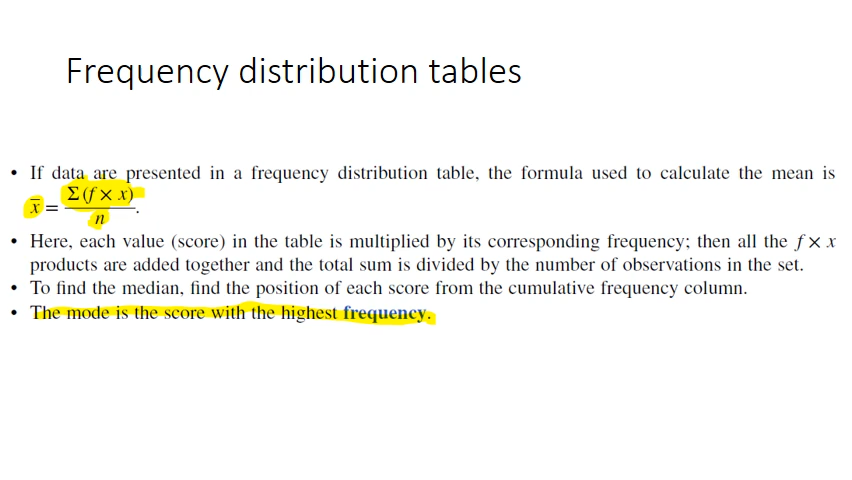 Frequency distribution tables
• If data are presented in a frequency distribution table, the formula used to calculate the mean is
x̄ = Σ(f × x) / n.
• Here, each value (score) in the table is multiplied by its corresponding frequency; then all the f × x
products are added together and the total sum is divided by the number of observations in the set.
• To find the median, find the position of each score from the cumulative frequency column.
• The mode is the score with the highest frequency.